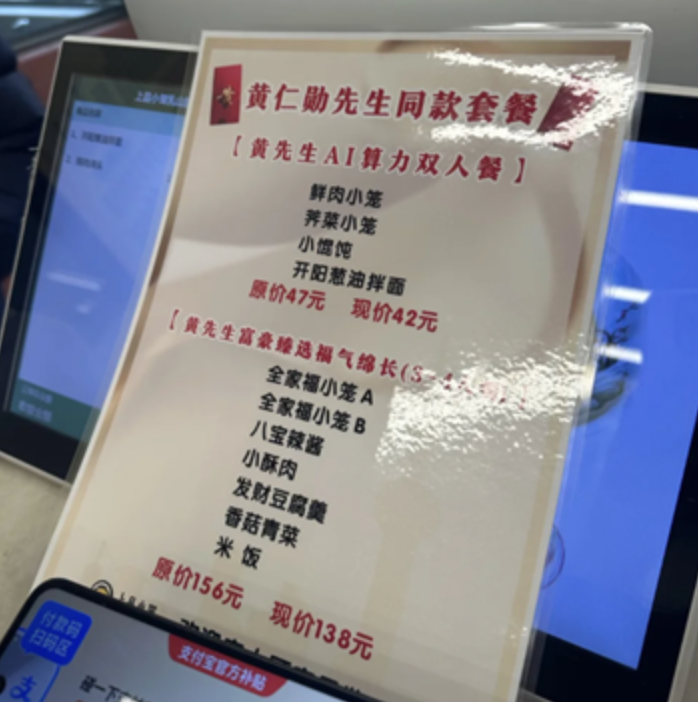 黄仁勋先生同款套餐
【黄先生AI算力双人餐】
鲜肉小笼
荠菜小笼
小馄饨
开阳葱油拌面
原价47元 现价42元
【黄先生富豪臻选福气绵长(3-
全家福小笼A
全家福小笼B
八宝辣酱
小酥肉
发财豆腐羹
香菇青菜
米饭
原价156元 现价138元
付款码
扫码区
支
支付宝官方补贴
碰一下